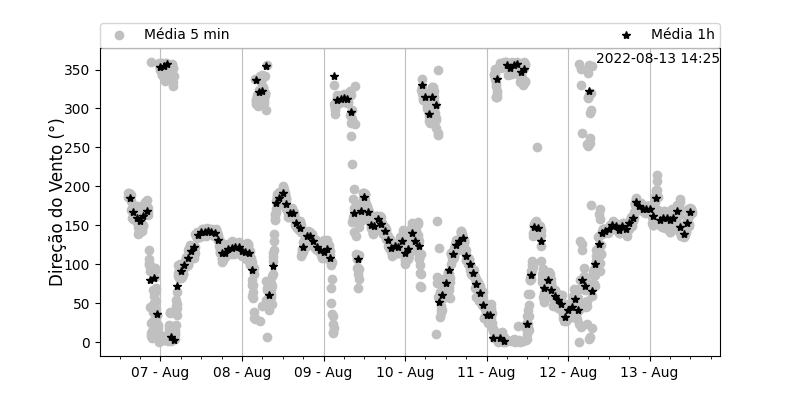 Média 5 min
Média 1h
2022-08-13 14:25
Direção do Vento (°)
350
300
250
200
150
100
50
0
07 - Aug
08 - Aug
09 - Aug
10 - Aug
11 - Aug
12 - Aug
13 - Aug